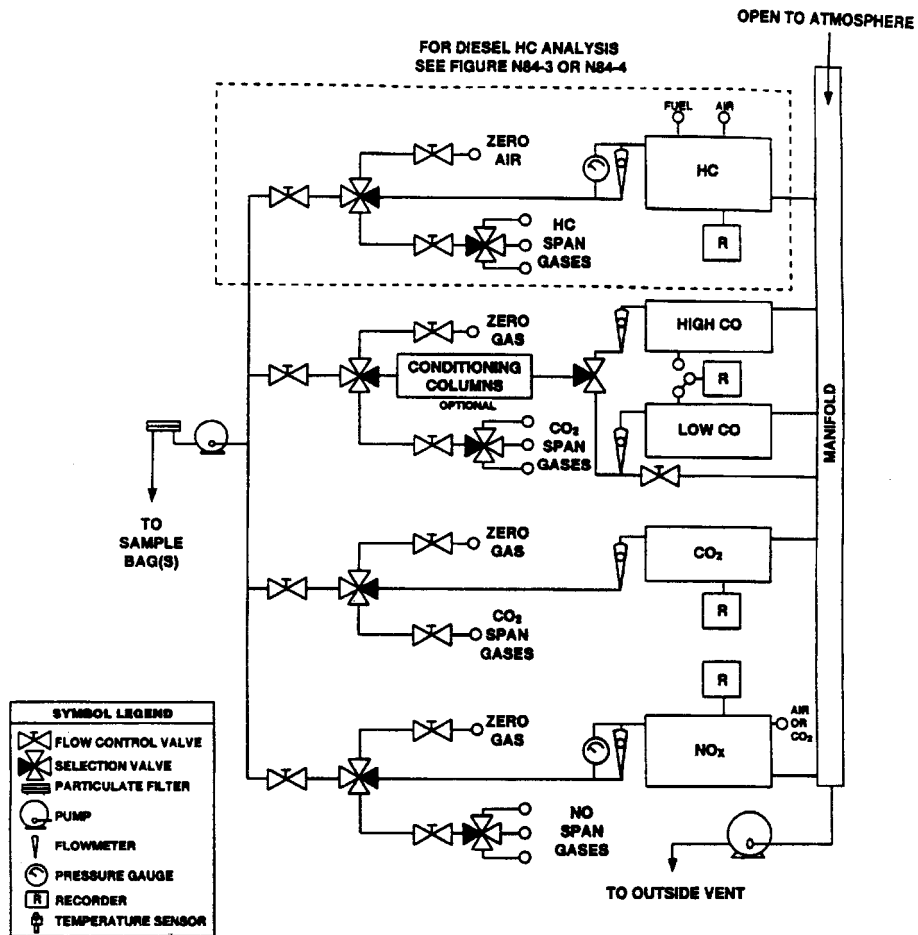 OPEN TO ATMOSPHERE
FOR DIESEL HC ANALYSIS
SEE FIGURE N84-3 OR N84-4
FUEL
AIR
ZERO
AIR
HC
HC
SPAN
GASES
R
ZERO
GAS
HIGH CO
CONDITIONING
COLUMNS
OPTIONAL
R
CO₂
SPAN
GASES
LOW CO
MANIFOLD
TO
SAMPLE
BAG(S)
ZERO
GAS
CO₂
R
CO₂
SPAN
GASES
R
ZERO
GAS
AIR
OR
CO₂
NOx
NO
SPAN
GASES
TO OUTSIDE VENT
SYMBOL LEGEND
FLOW CONTROL VALVE
SELECTION VALVE
PARTICULATE FILTER
PUMP
FLOWMETER
PRESSURE GAUGE
R RECORDER
TEMPERATURE SENSOR